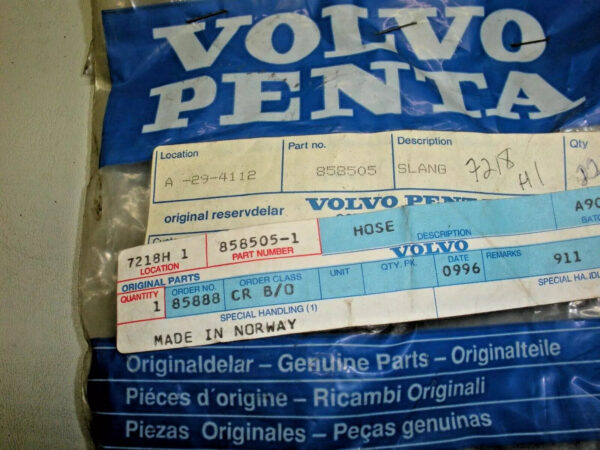 VOLVO
PENTA
Location Part no. Description Qty
A -29-4112 858505 SLANG 7218 H1 22
original reservdelar VOLVO PENTA
7218H 1 858505-1 HOSE A90
LOCATION PART NUMBER DESCRIPTION
ORIGINAL PARTS VOLVO
QUANTITY ORDER NO. ORDER CLASS UNIT QTY. PK. DATE REMARKS 911
1 85888 CR B/O 0996
SPECIAL HANDLING (1)
MADE IN NORWAY
Originaldelar – Genuine Parts – Originalteile
Piéces d'origine – Ricambi Originali
Piezas Originales – Peças genuinas